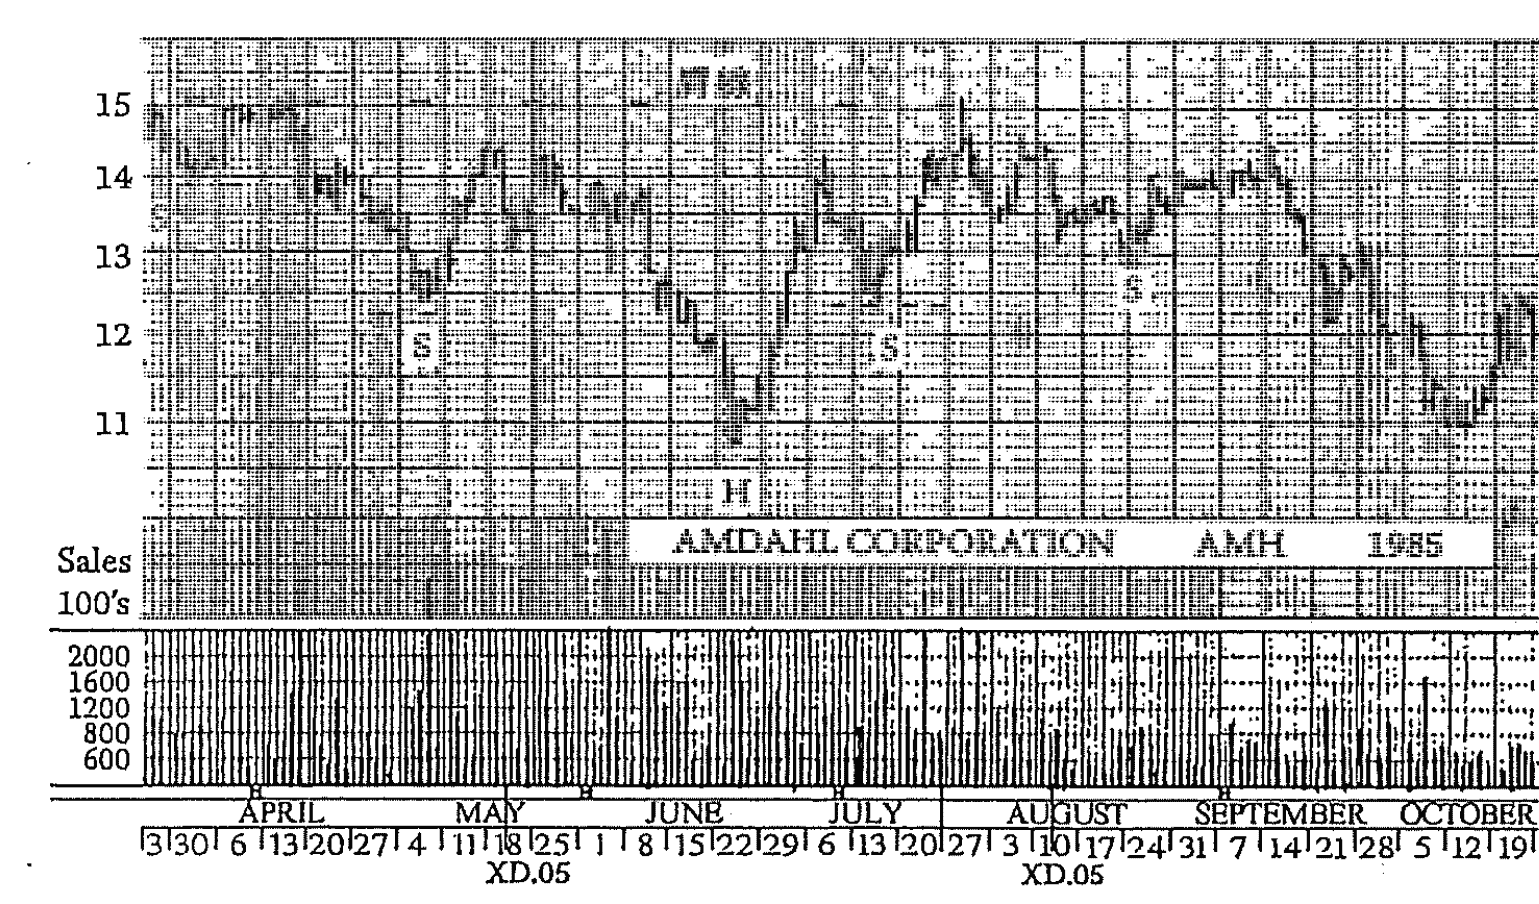 15
14
13
12
11
S
S
S
S
H
AMDAHL CORPORATION AMH 1985
Sales
100's
2000
1600
1200
800
600
APRIL MAY JUNE JULY AUGUST SEPTEMBER OCTOBER
3 30 6 13 20 27 4 11 18 25 1 8 15 22 29 6 13 20 27 3 10 17 24 31 7 14 21 28 5 12 19
XD.05 XD.05